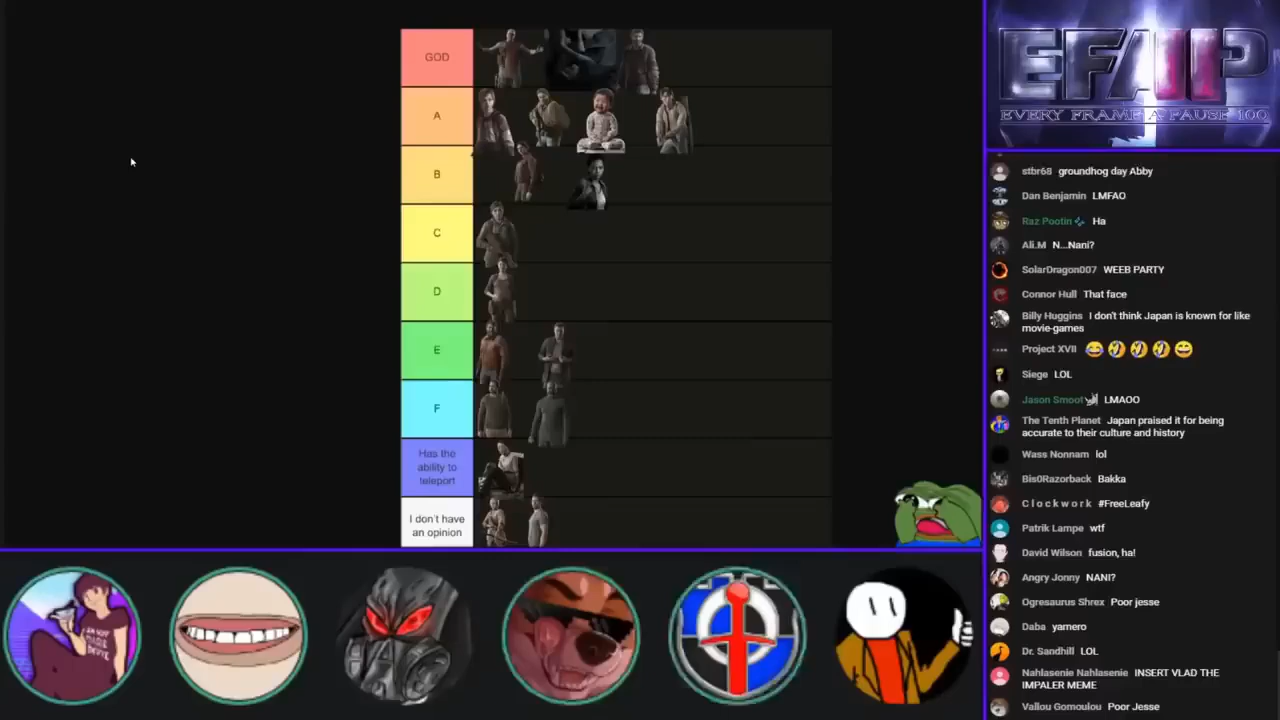 GOD
A
B
C
D
E
F
Has the
ability to
teleport
I don't have
an opinion
EFAP
EVERY FRAME A PAUSE 100
stbr68 groundhog day Abby
Dan Benjamin LMFAO
Raz Pootin Ha
Ali.M N...Nani?
SolarDragon007 WEEB PARTY
Connor Hull That face
Billy Huggins I don't think Japan is known for like
movie-games
Project XVII 😂🤣🤣🤣😄
Siege LOL
Jason Smoot LMAOO
The Tenth Planet Japan praised it for being
accurate to their culture and history
Wass Nonnam lol
Bis0Razorback Bakka
C l o c k w o r k #FreeLeafy
Patrik Lampe wtf
David Wilson fusion, ha!
Angry Jonny NANI?
Ogresaurus Shrex Poor jesse
Daba yamero
Dr. Sandhill LOL
Nahlasenie Nahlasenie INSERT VLAD THE
IMPALER MEME
Vallou Gomoulou Poor Jesse